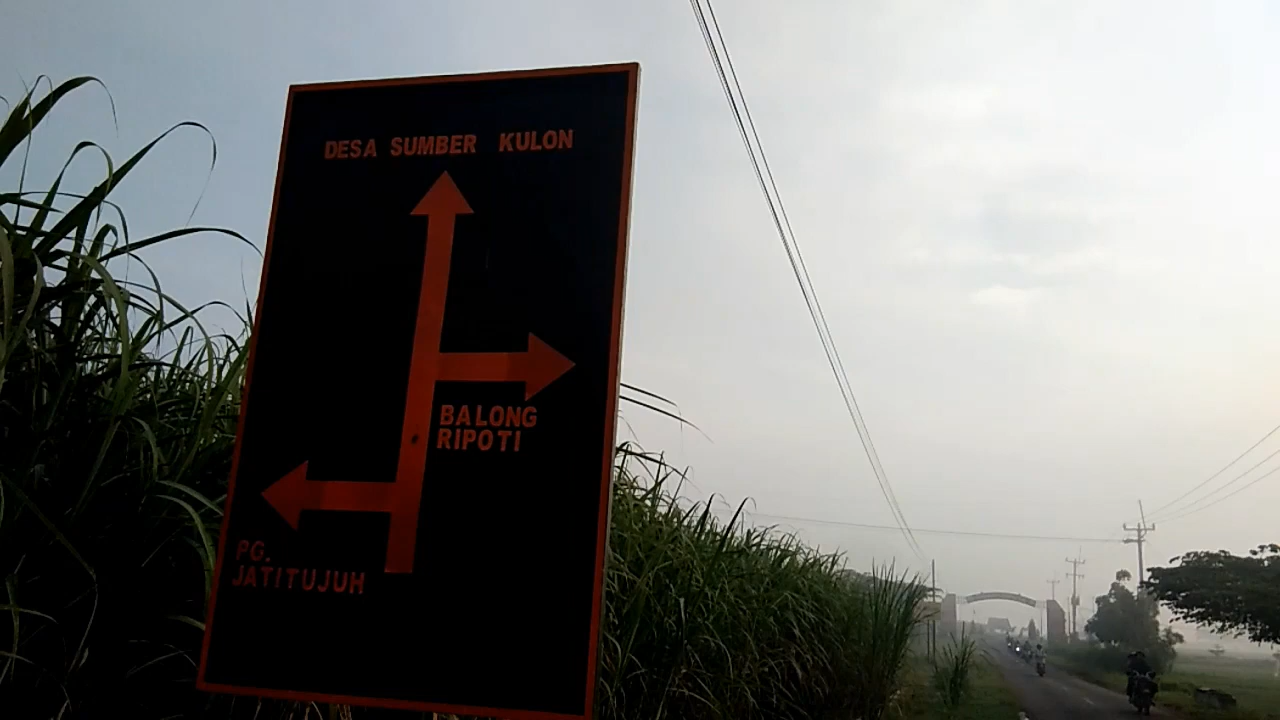 DESA SUMBER KULON
BALONG
RIPOTI
PG.
JATITUJUH